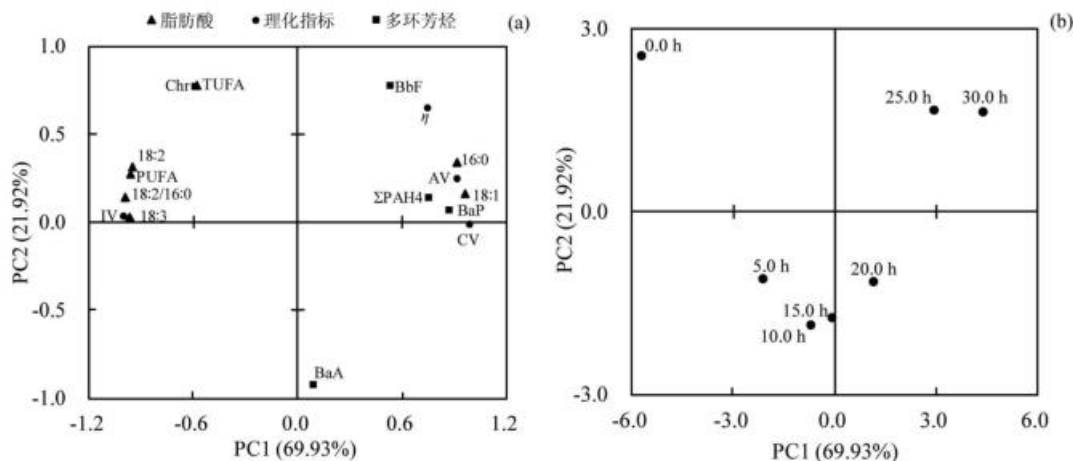 ▲ 脂肪酸 ● 理化指标 ■ 多环芳烃
(a)
1.0
0.5
0.0
-0.5
-1.0
-1.2
-0.6
0.0
0.6
1.2
PC2 (21.92%)
PC1 (69.93%)
Chr
TUFA
BbF
η
18:2
PUFA
18:2/16:0
IV
18:3
16:0
AV
ΣPAH4
18:1
BaP
CV
BaA
(b)
3.0
0.0
-3.0
-6.0
-3.0
0.0
3.0
6.0
PC2 (21.92%)
PC1 (69.93%)
0.0 h
25.0 h
30.0 h
5.0 h
20.0 h
15.0 h
10.0 h